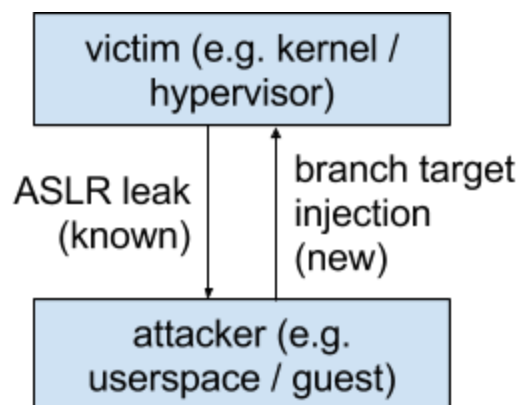 victim (e.g. kernel /
hypervisor)
ASLR leak
(known)
branch target
injection
(new)
attacker (e.g.
userspace / guest)